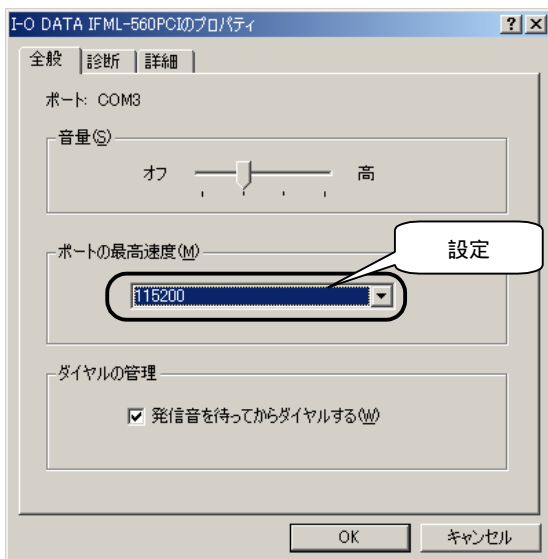 I-O DATA IFML-560PCIのプロパティ
全般 診断 詳細
ポート: COM3
音量(S)
オフ 高
ポートの最高速度(M)
設定
115200
ダイヤルの管理
発信音を待ってからダイヤルする(W)
OK キャンセル